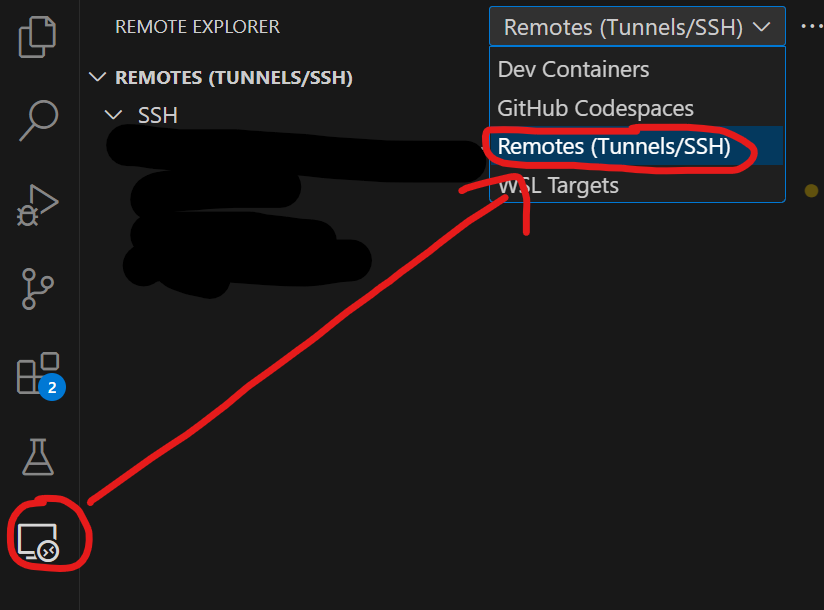 REMOTE EXPLORER
Remotes (Tunnels/SSH)
REMOTES (TUNNELS/SSH)
SSH
Dev Containers
GitHub Codespaces
Remotes (Tunnels/SSH)
WSL Targets
2